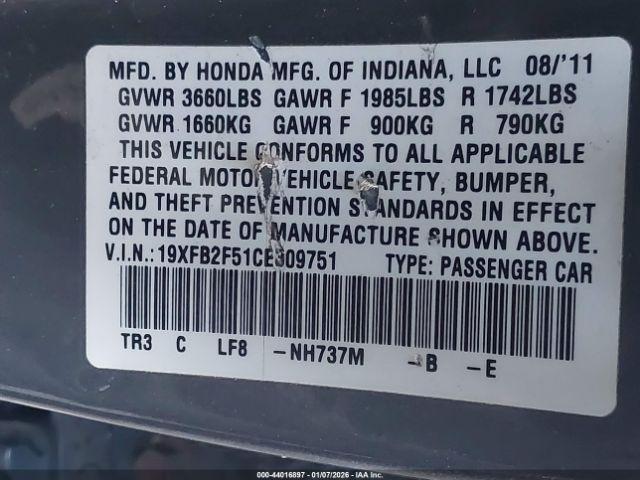 MFD. BY HONDA MFG. OF INDIANA, LLC 08/'11
GVWR 3660LBS GAWR F 1985LBS R 1742LBS
GVWR 1660KG GAWR F 900KG R 790KG
THIS VEHICLE CONFORMS TO ALL APPLICABLE
FEDERAL MOTOR VEHICLE SAFETY, BUMPER,
AND THEFT PREVENTION STANDARDS IN EFFECT
ON THE DATE OF MANUFACTURE SHOWN ABOVE.
V.I.N.:19XFB2F51CE309751 TYPE: PASSENGER CAR
TR3 C LF8 -NH737M -B -E
000-44016897 - 01/07/2026 - IAAI.COM